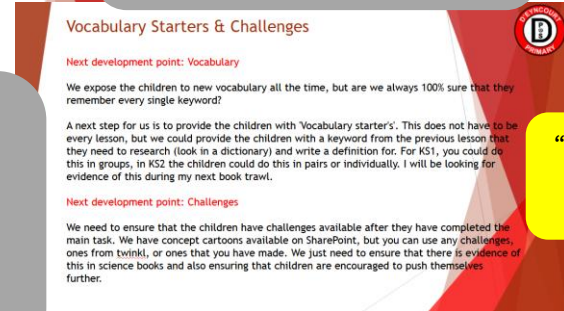 Vocabulary Starters & Challenges
D'EYNCOURT
D
P S
PRIMARY
Next development point: Vocabulary
We expose the children to new vocabulary all the time, but are we always 100% sure that they
remember every single keyword?
A next step for us is to provide the children with 'Vocabulary starter's'. This does not have to be
every lesson, but we could provide the children with a keyword from the previous lesson that
they need to research (look in a dictionary) and write a definition for. For KS1, you could do
this in groups, in KS2 the children could do this in pairs or individually. I will be looking for
evidence of this during my next book trawl.
“
Next development point: Challenges
We need to ensure that the children have challenges available after they have completed the
main task. We have concept cartoons available on SharePoint, but you can use any challenges,
ones from twinkl, or ones that you have made. We just need to ensure that there is evidence of
this in science books and also ensuring that children are encouraged to push themselves
further.